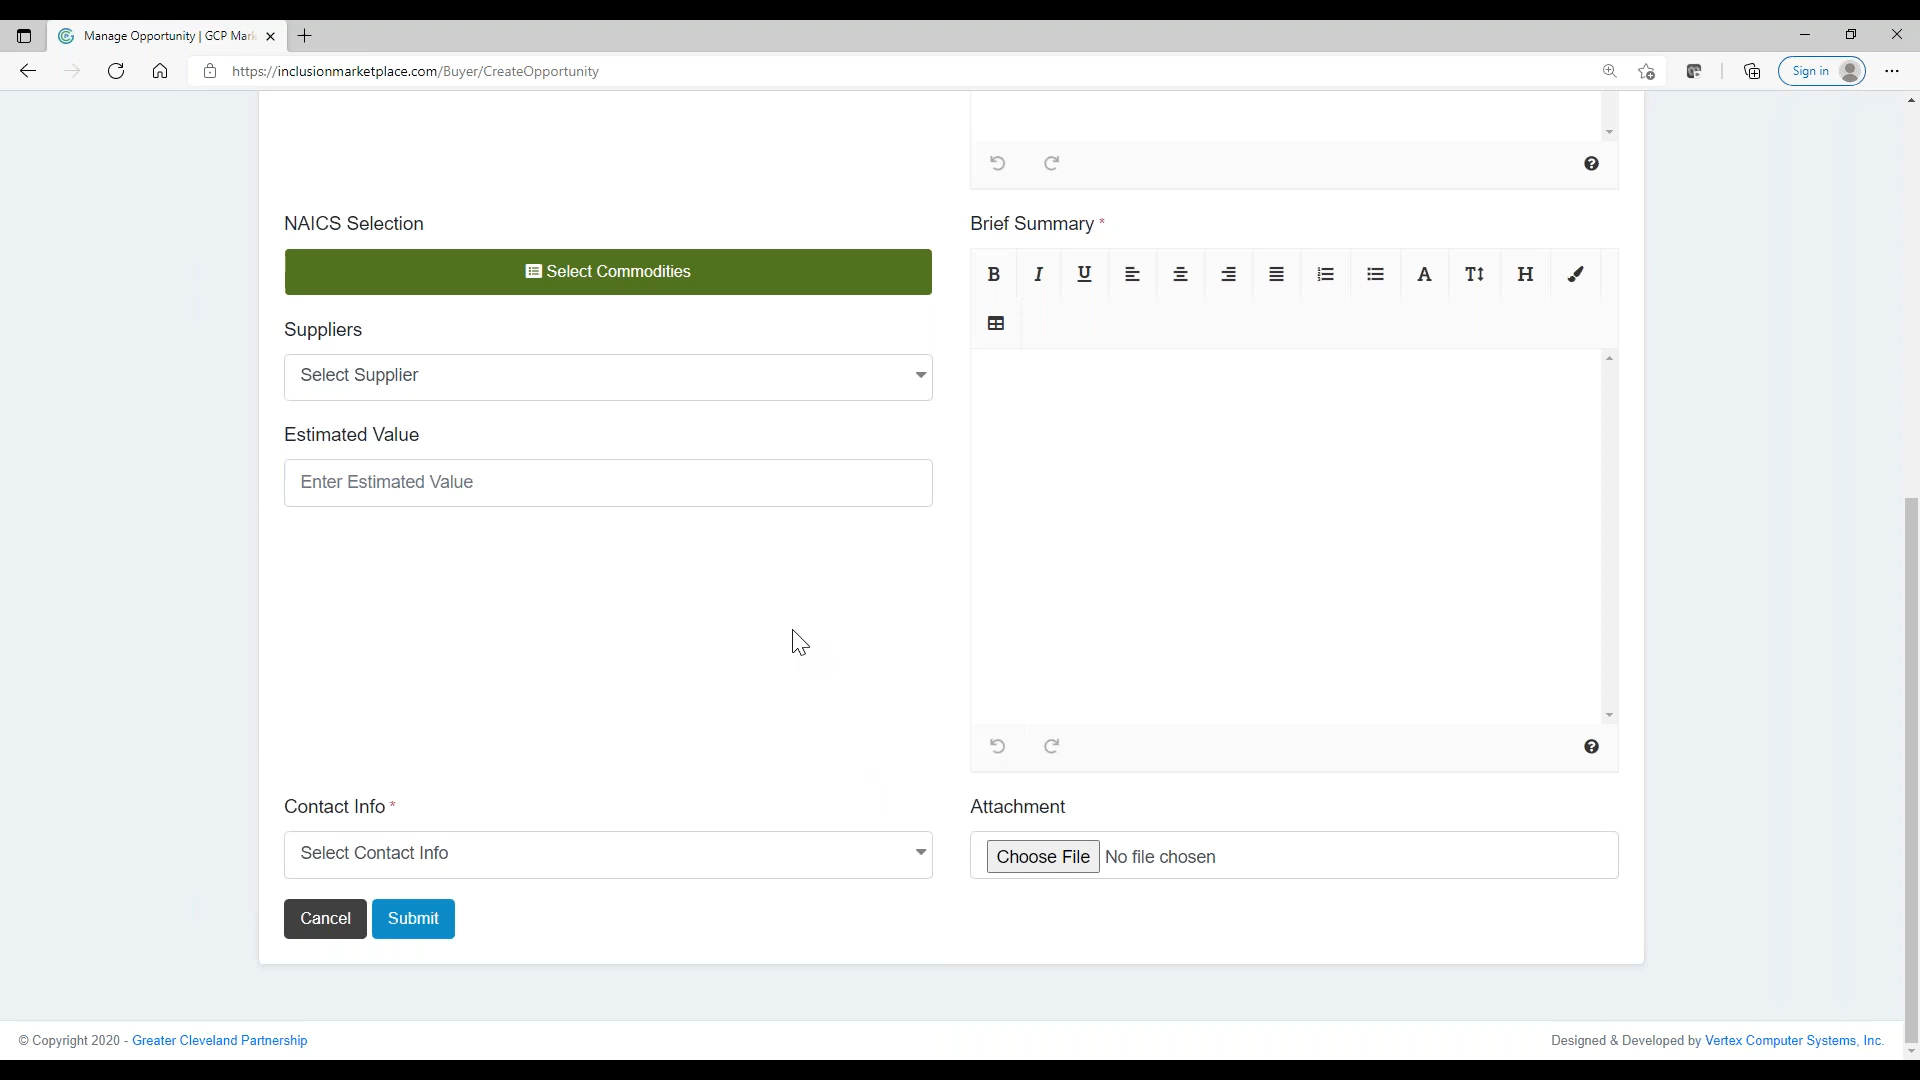 Manage Opportunity | GCP Mar
https://inclusionmarketplace.com/Buyer/CreateOpportunity
Sign in
NAICS Selection
Select Commodities
Suppliers
Select Supplier
Estimated Value
Enter Estimated Value
Brief Summary *
B I U A T H
Contact Info *
Select Contact Info
Attachment
Choose File No file chosen
Cancel Submit
© Copyright 2020 - Greater Cleveland Partnership
Designed & Developed by Vertex Computer Systems, Inc.